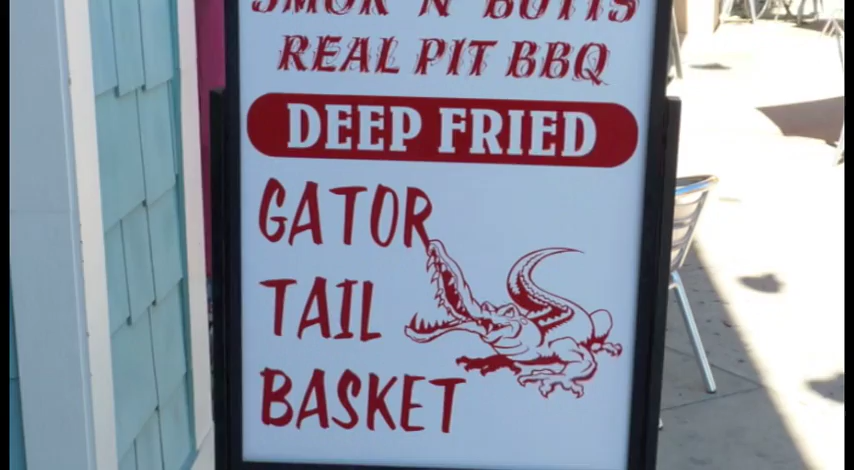 SMOK N BUTTS
REAL PIT BBQ
DEEP FRIED
GATOR
TAIL
BASKET